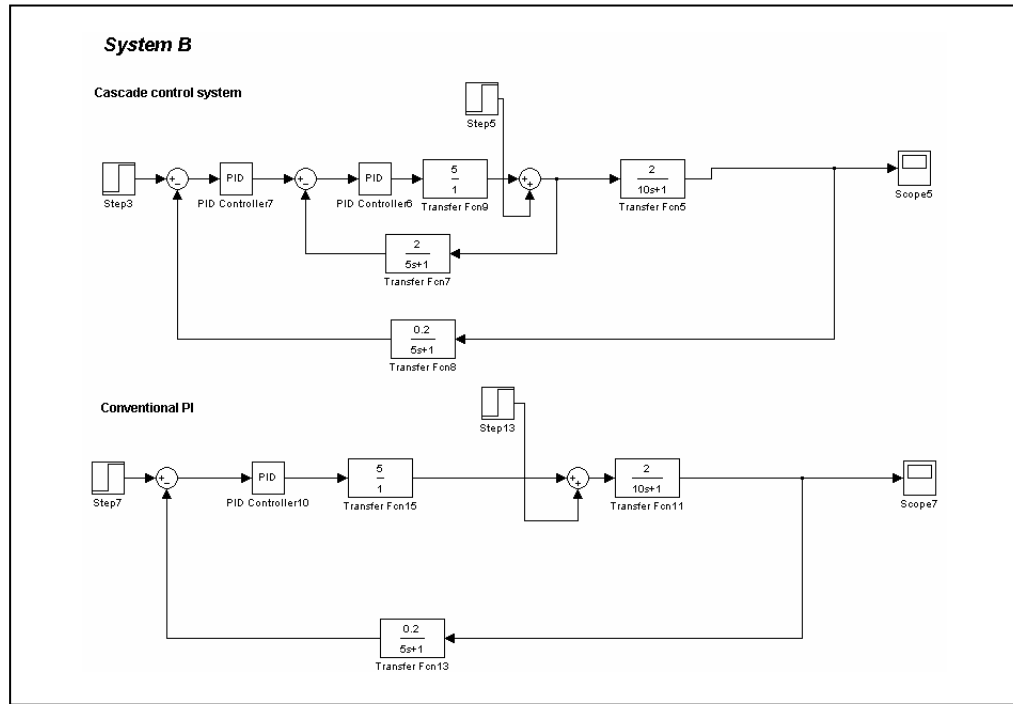 System B
Cascade control system
Step5
Step3
PID
PID Controller7
PID
PID Controller6
5
1
Transfer Fcn9
2
10s+1
Transfer Fcn5
Scope5
2
5s+1
Transfer Fcn7
0.2
5s+1
Transfer Fcn8
Conventional PI
Step13
Step7
PID
PID Controller10
5
1
Transfer Fcn15
2
10s+1
Transfer Fcn11
Scope7
0.2
5s+1
Transfer Fcn13